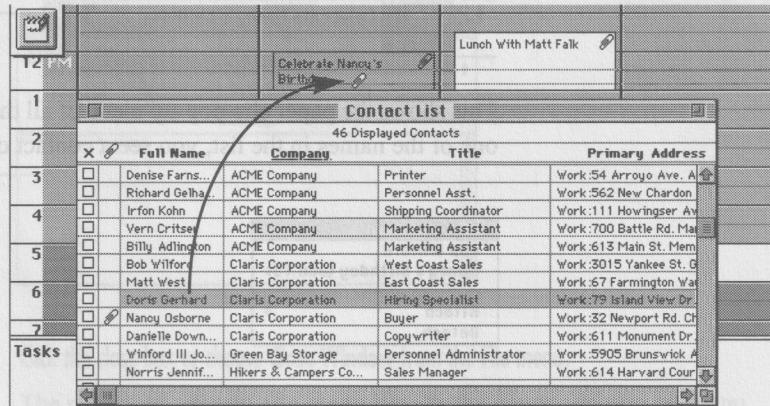 Lunch With Matt Falk
12 PM
Celebrate Nancy's
1
Contact List
46 Displayed Contacts
2
X Full Name Company Title Primary Address
3
Denise Farns... ACME Company Printer Work:54 Arroyo Ave. A
Richard Gelha... ACME Company Personnel Asst. Work:562 New Chardon
4
Irfon Kohn ACME Company Shipping Coordinator Work:111 Howingser Av
Vern Critser ACME Company Marketing Assistant Work:700 Battle Rd. Mar
Billy Adlington ACME Company Marketing Assistant Work:613 Main St. Mem
5
Bob Wilford Claris Corporation West Coast Sales Work:3015 Yankee St. G
Matt West Claris Corporation East Coast Sales Work:67 Farmington Wa
6
Doris Gerhard Claris Corporation Hiring Specialist Work:79 Island View Dr.
Nancy Osborne Claris Corporation Buyer Work:32 Newport Rd. Ch
7
Danielle Down... Claris Corporation Copywriter Work:611 Monument Dr.
Tasks
Winford III Jo... Green Bay Storage Personnel Administrator Work:5905 Brunswick A
Norris Jennif... Hikers & Campers Co... Sales Manager Work:614 Harvard Cour